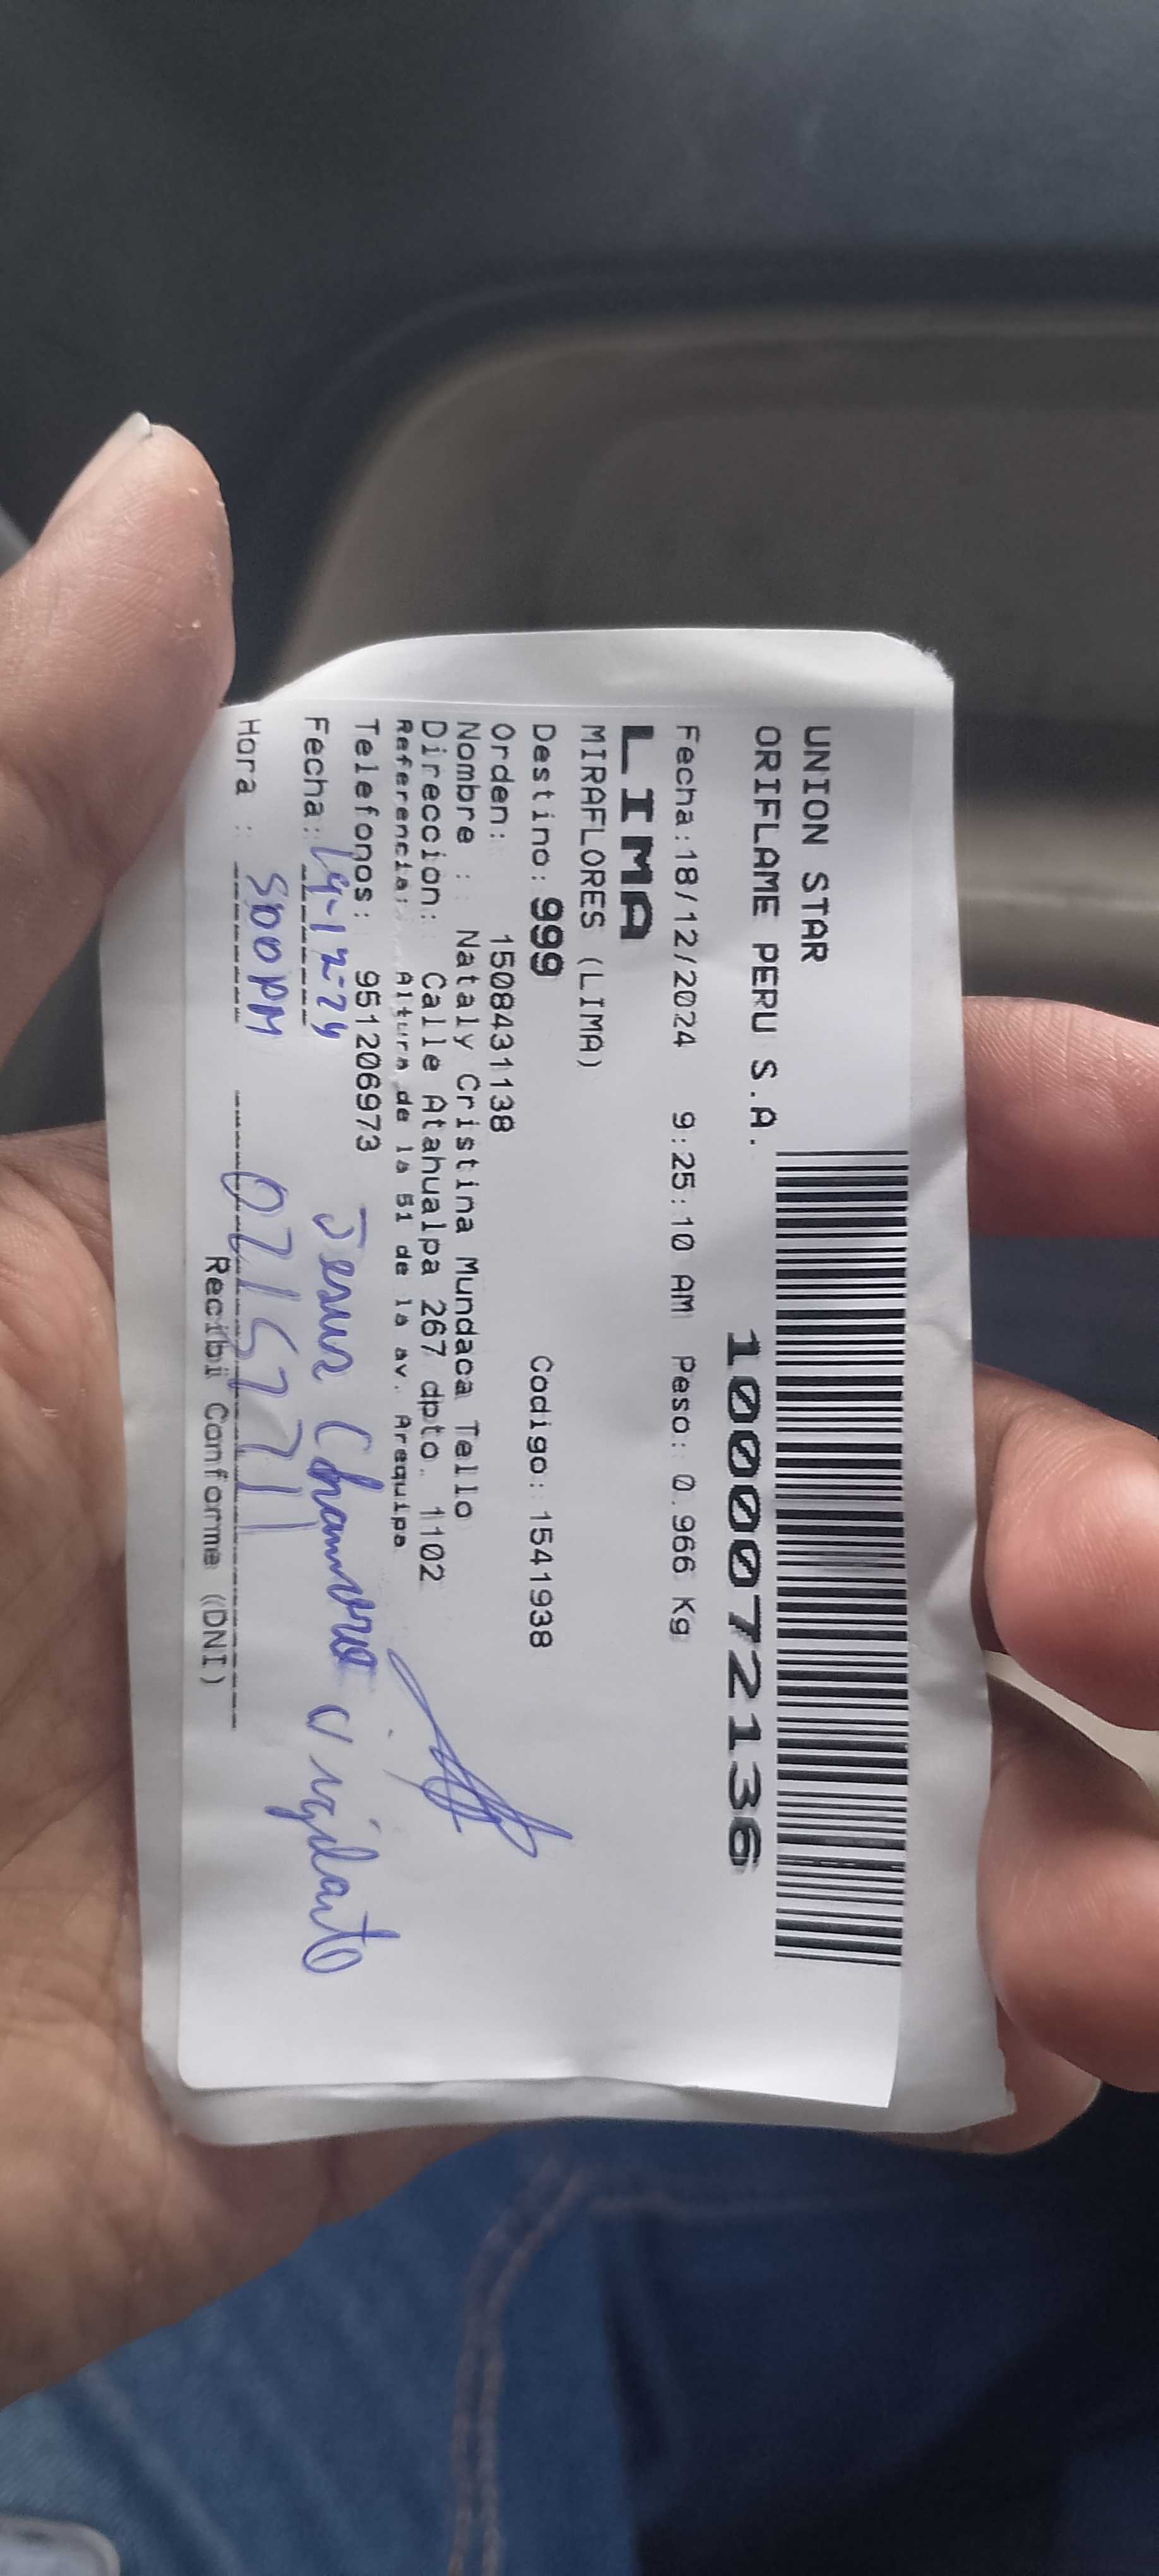 UNION STAR
ORIFLAME PERU S.A.
100072136
Fecha:18/12/2024 9:25:10 AM Peso: 0.966 Kg
LIMA
MIRAFLORES (LIMA)
Destino: 999 Codigo: 1541938
Orden: 1508431138
Nombre : Nataly Cristina Mundaca Tello
Direccion: Calle Atahualpa 267 dpto. 1102
Referencia: Altura de la 51 de la av. Arequipa
Telefonos: 951206973
Fecha: 19-12-24 Jesus Chamorro vigilante
Hora : PM
Recibi Conforme (DNI)